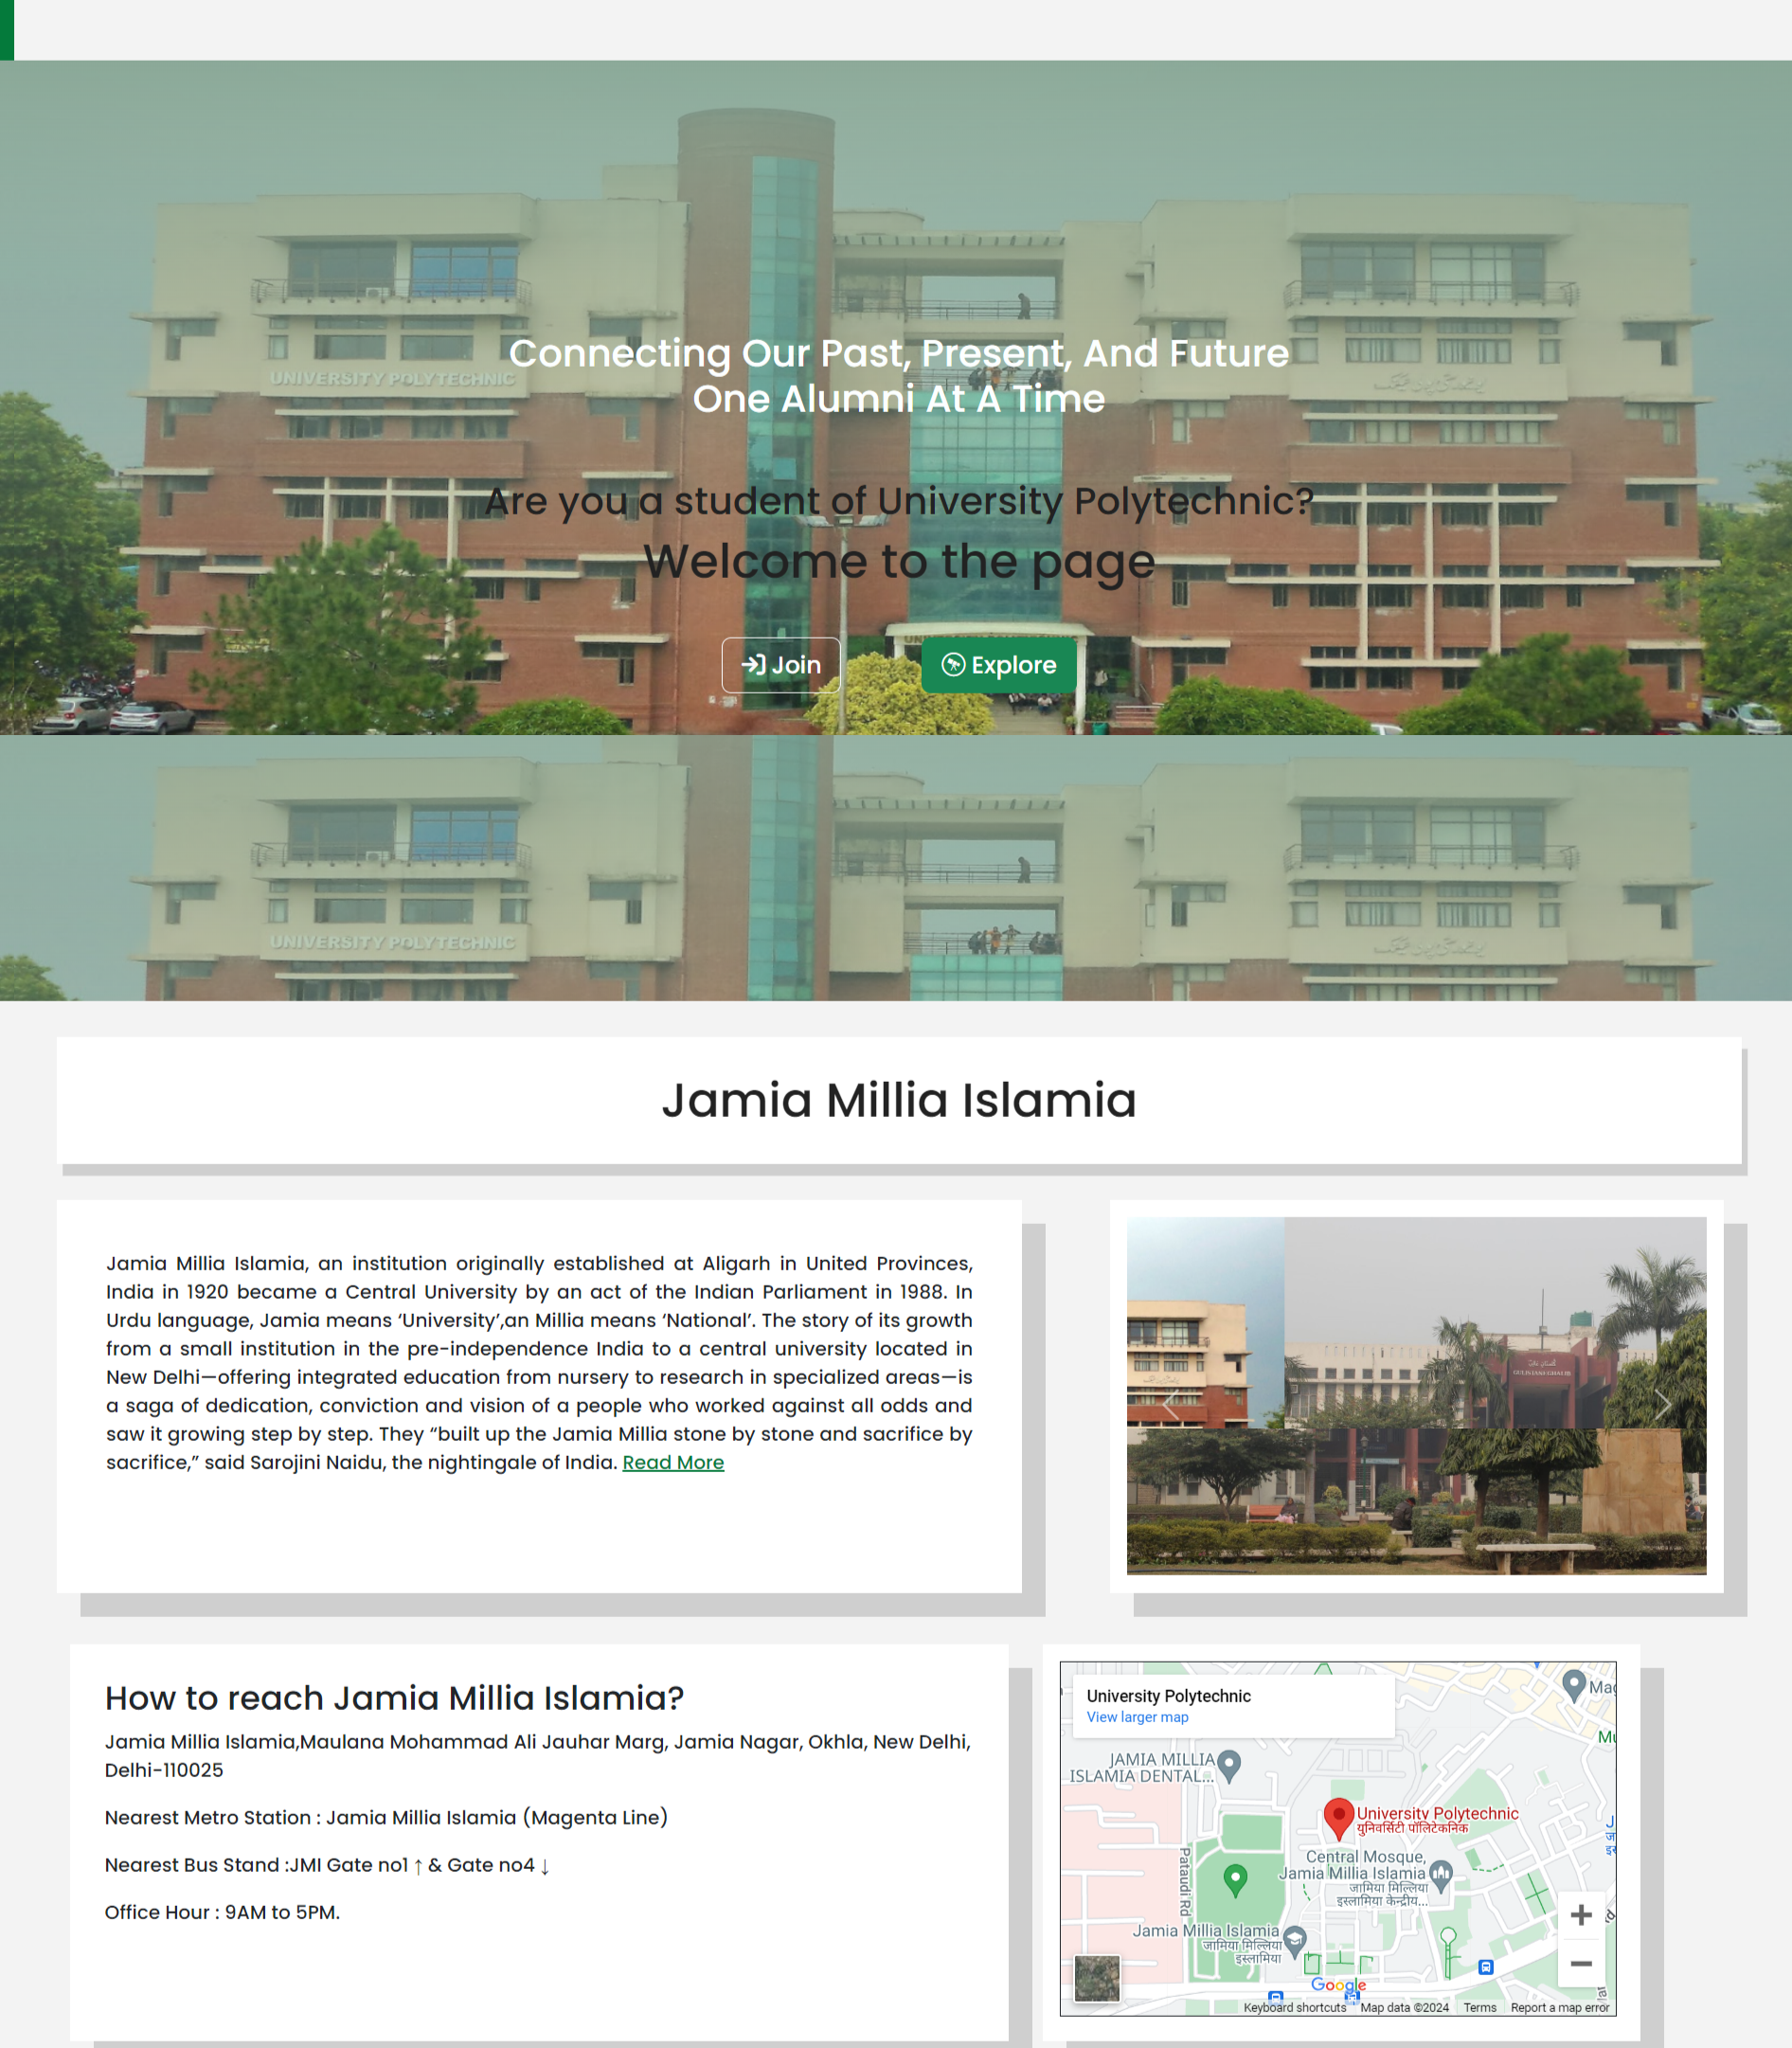 Connecting Our Past, Present, And Future
One Alumni At A Time
UNIVERSITY POLYTECHNIC
Are you a student of University Polytechnic?
Welcome to the page
Join
Explore
UNIVERSITY POLYTECHNIC
Jamia Millia Islamia
Jamia Millia Islamia, an institution originally established at Aligarh in United Provinces,
India in 1920 became a Central University by an act of the Indian Parliament in 1988. In
Urdu language, Jamia means ‘University’,an Millia means ‘National’. The story of its growth
from a small institution in the pre-independence India to a central university located in
New Delhi—offering integrated education from nursery to research in specialized areas—is
a saga of dedication, conviction and vision of a people who worked against all odds and
saw it growing step by step. They “built up the Jamia Millia stone by stone and sacrifice by
sacrifice,” said Sarojini Naidu, the nightingale of India. Read More
How to reach Jamia Millia Islamia?
Jamia Millia Islamia,Maulana Mohammad Ali Jauhar Marg, Jamia Nagar, Okhla, New Delhi,
Delhi-110025
Nearest Metro Station : Jamia Millia Islamia (Magenta Line)
Nearest Bus Stand :JMI Gate no1 ↑ & Gate no4 ↓
Office Hour : 9AM to 5PM.
University Polytechnic
View larger map
JAMIA MILLIA
ISLAMIA DENTAL...
University Polytechnic
युनिवर्सिटी पॉलिटेकनिक
Central Mosque,
Jamia Millia Islamia
जामिया मिल्लिया
इस्लामिया केन्द्रीय...
Pataudi Rd
Jamia Millia Islamia
जामिया मिल्लिया
इस्लामिया
Google
Keyboard shortcuts
Map data ©2024
Terms
Report a map error